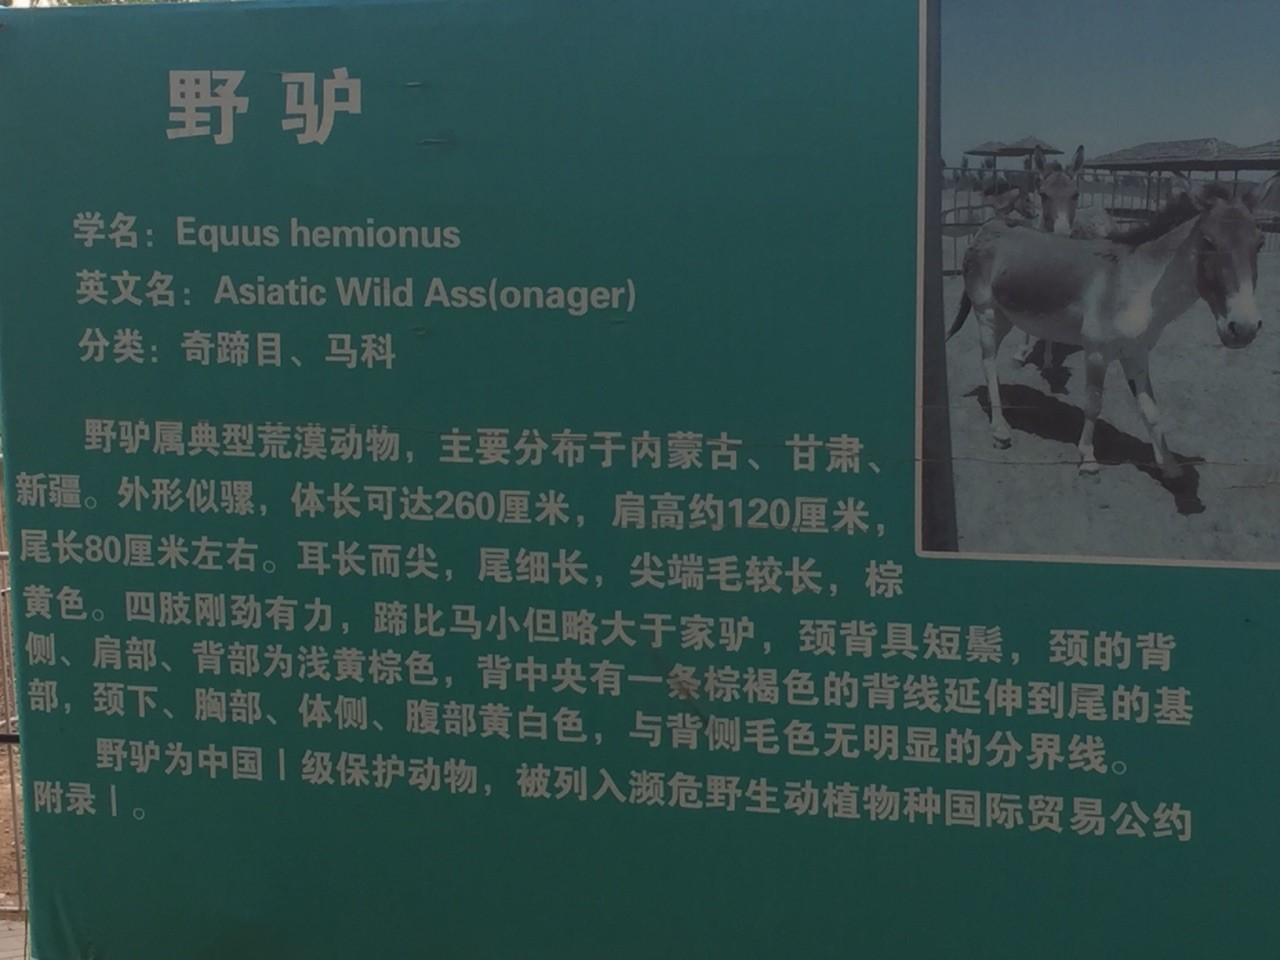 野驴
学名：Equus hemionus
英文名：Asiatic Wild Ass(onager)
分类：奇蹄目、马科
野驴属典型荒漠动物，主要分布于内蒙古、甘肃、
新疆。外形似骡，体长可达260厘米，肩高约120厘米，
尾长80厘米左右。耳长而尖，尾细长，尖端毛较长，棕
黄色。四肢刚劲有力，蹄比马小但略大于家驴，颈背具短鬃，颈的背
侧、肩部、背部为浅黄棕色，背中央有一条棕褐色的背线延伸到尾的基
部，颈下、胸部、体侧、腹部黄白色，与背侧毛色无明显的分界线。
野驴为中国Ⅰ级保护动物，被列入濒危野生动植物种国际贸易公约
附录Ⅰ。